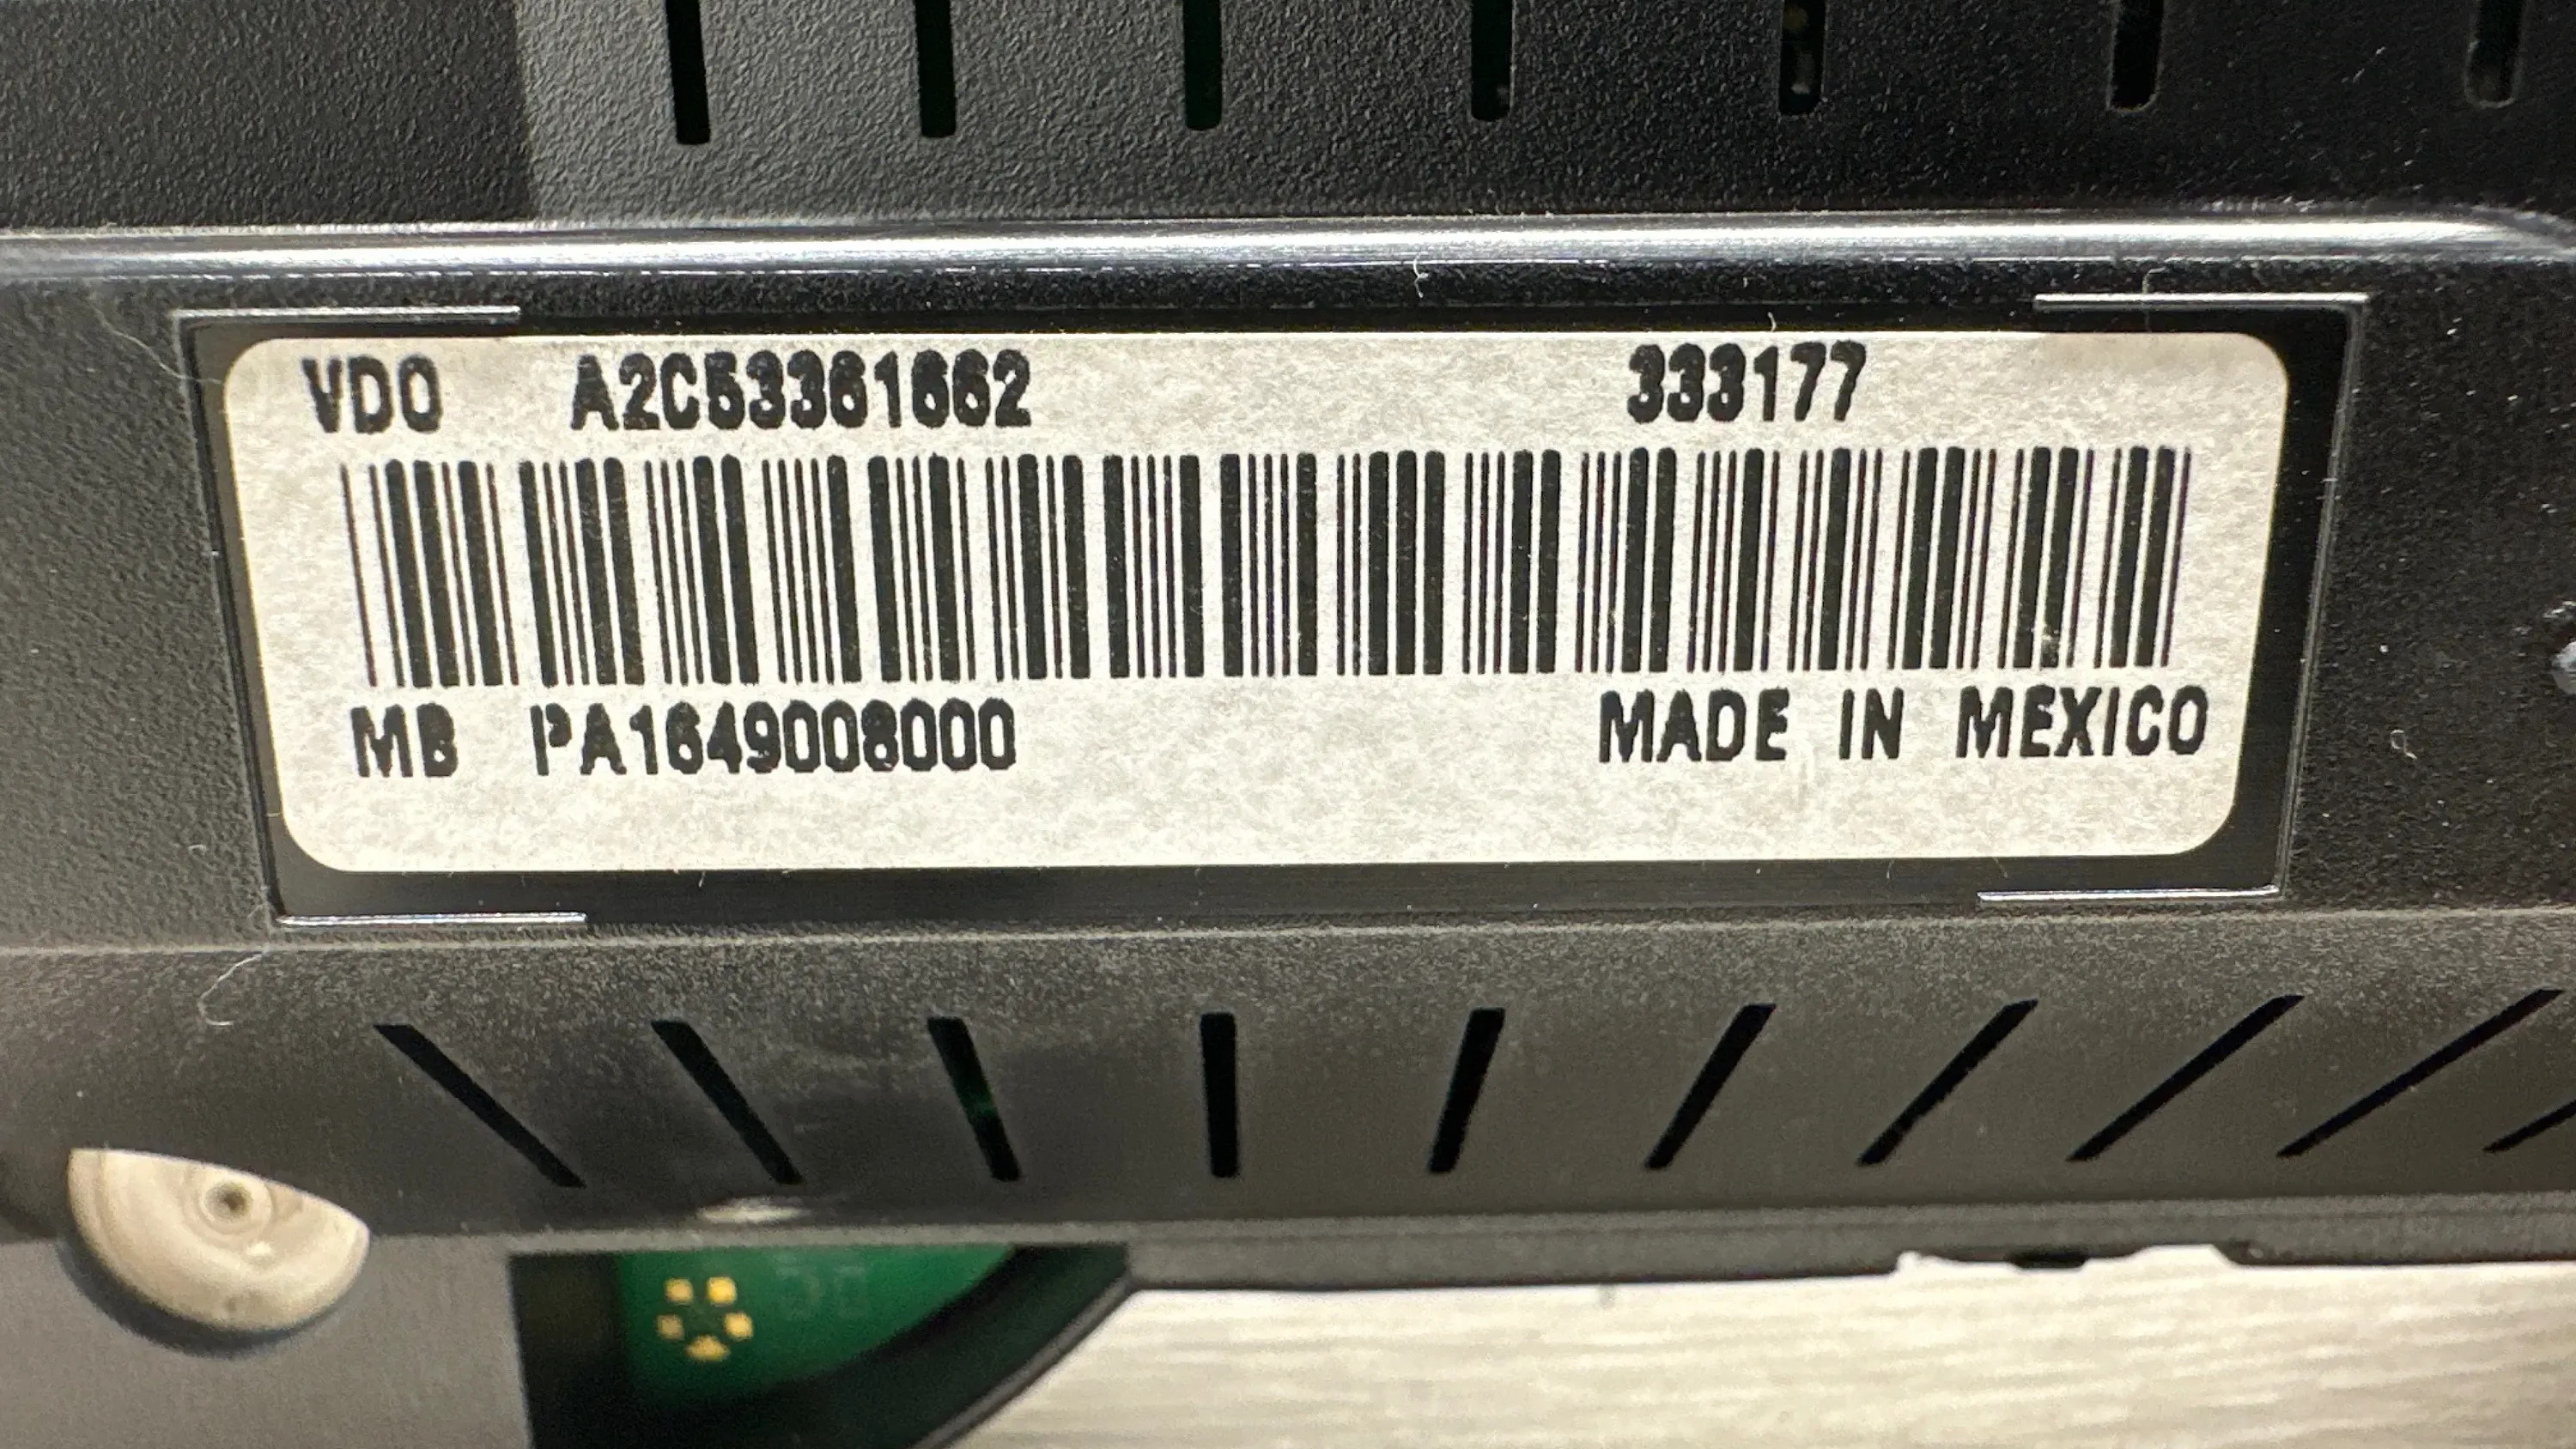 VDO A2C53361662 333177
MB PA1649008000 MADE IN MEXICO